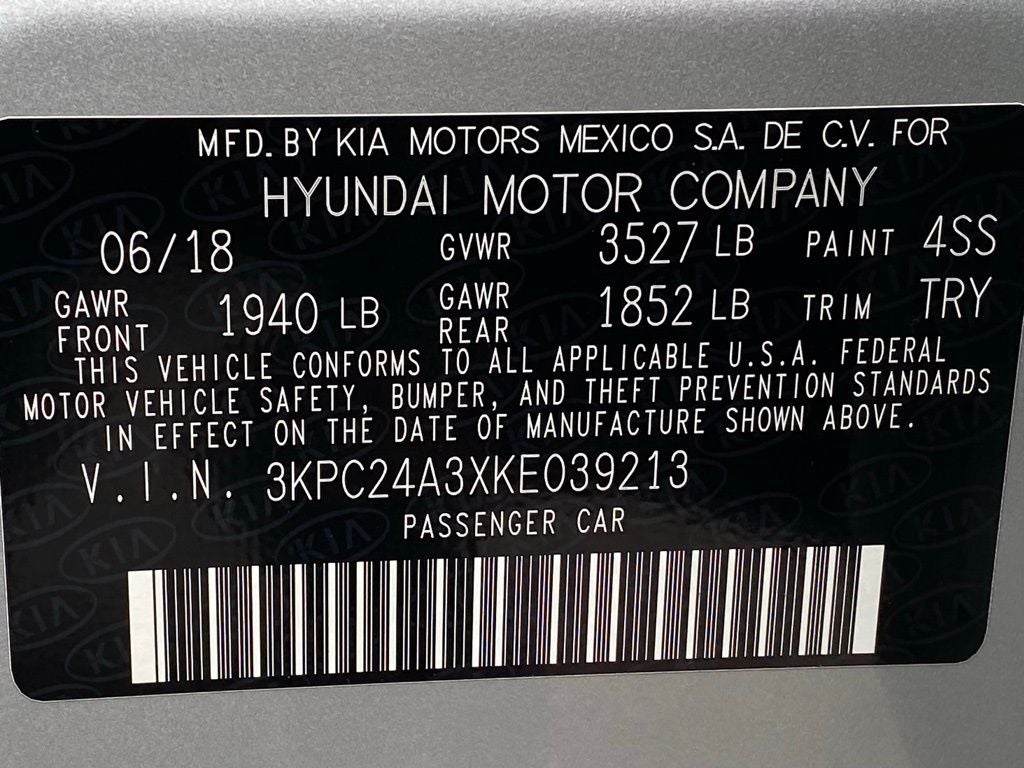 MFD. BY KIA MOTORS MEXICO S.A. DE C.V. FOR
HYUNDAI MOTOR COMPANY
06/18 GVWR 3527 LB PAINT 4SS
GAWR FRONT 1940 LB GAWR REAR 1852 LB TRIM TRY
THIS VEHICLE CONFORMS TO ALL APPLICABLE U.S.A. FEDERAL
MOTOR VEHICLE SAFETY, BUMPER, AND THEFT PREVENTION STANDARDS
IN EFFECT ON THE DATE OF MANUFACTURE SHOWN ABOVE.
V.I.N. 3KPC24A3XKE039213
PASSENGER CAR